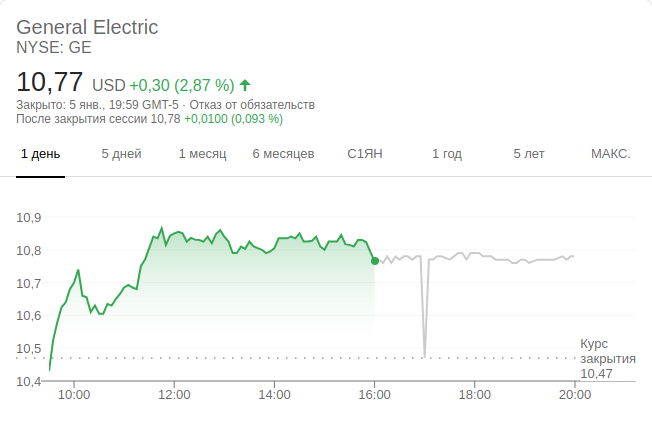 General Electric
NYSE: GE
10,77 USD +0,30 (2,87 %)
Закрыто: 5 янв., 19:59 GMT-5 · Отказ от обязательств
После закрытия сессии 10,78 +0,0100 (0,093 %)
1 день 5 дней 1 месяц 6 месяцев С1ЯН 1 год 5 лет МАКС.
10,9
10,8
10,7
10,6
10,5
10,4
Курс
закрытия
10,47
10:00 12:00 14:00 16:00 18:00 20:00